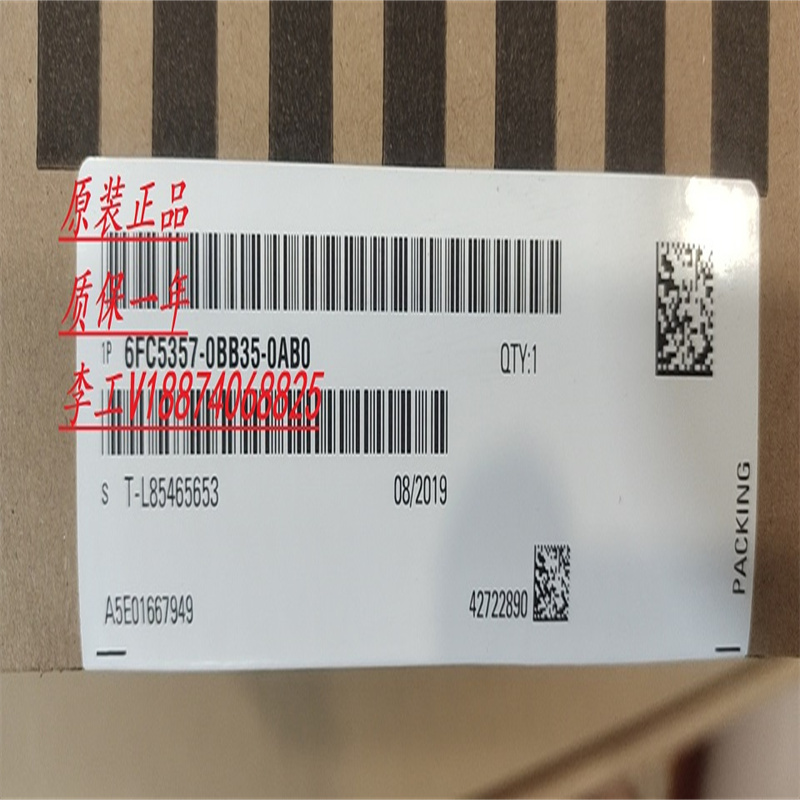 原装正品
质保一年
1P 6FC5357-0BB35-0AB0 QTY:1
李工V18874068825
S T-L85465653 08/2019
A5E01667949 42722890
PACKING